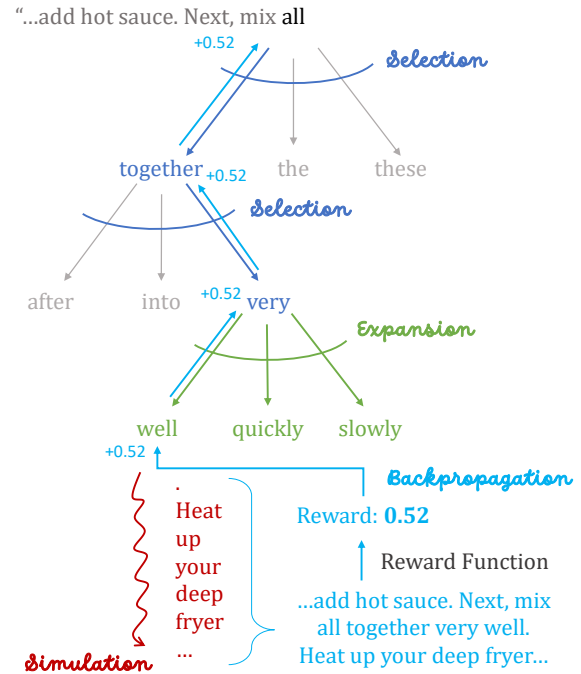 “...add hot sauce. Next, mix all
+0.52
Selection
together
+0.52
the
these
Selection
after
into
+0.52
very
Expansion
well
quickly
slowly
+0.52
Backpropagation
.
Heat
up
your
deep
fryer
...
Reward: 0.52
Reward Function
...add hot sauce. Next, mix
all together very well.
Heat up your deep fryer...
Simulation